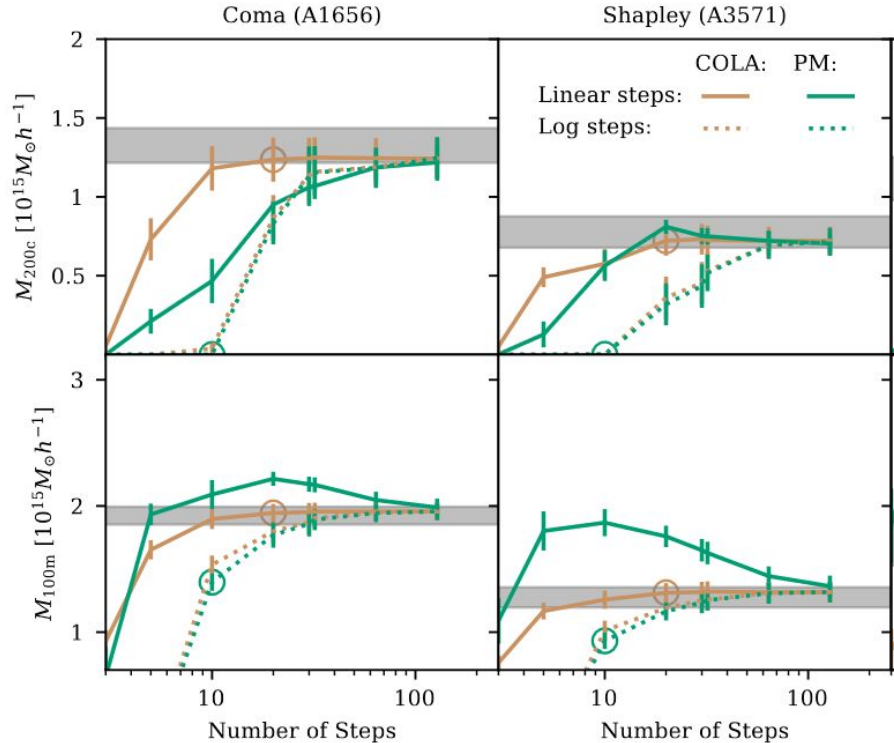 Coma (A1656)
Shapley (A3571)
2
1.5
1
0.5
M200c [10^15 M⊙h^−1]
COLA: PM:
Linear steps:
Log steps:
3
2
1
M100m [10^15 M⊙h^−1]
10 100
10 100
Number of Steps
Number of Steps